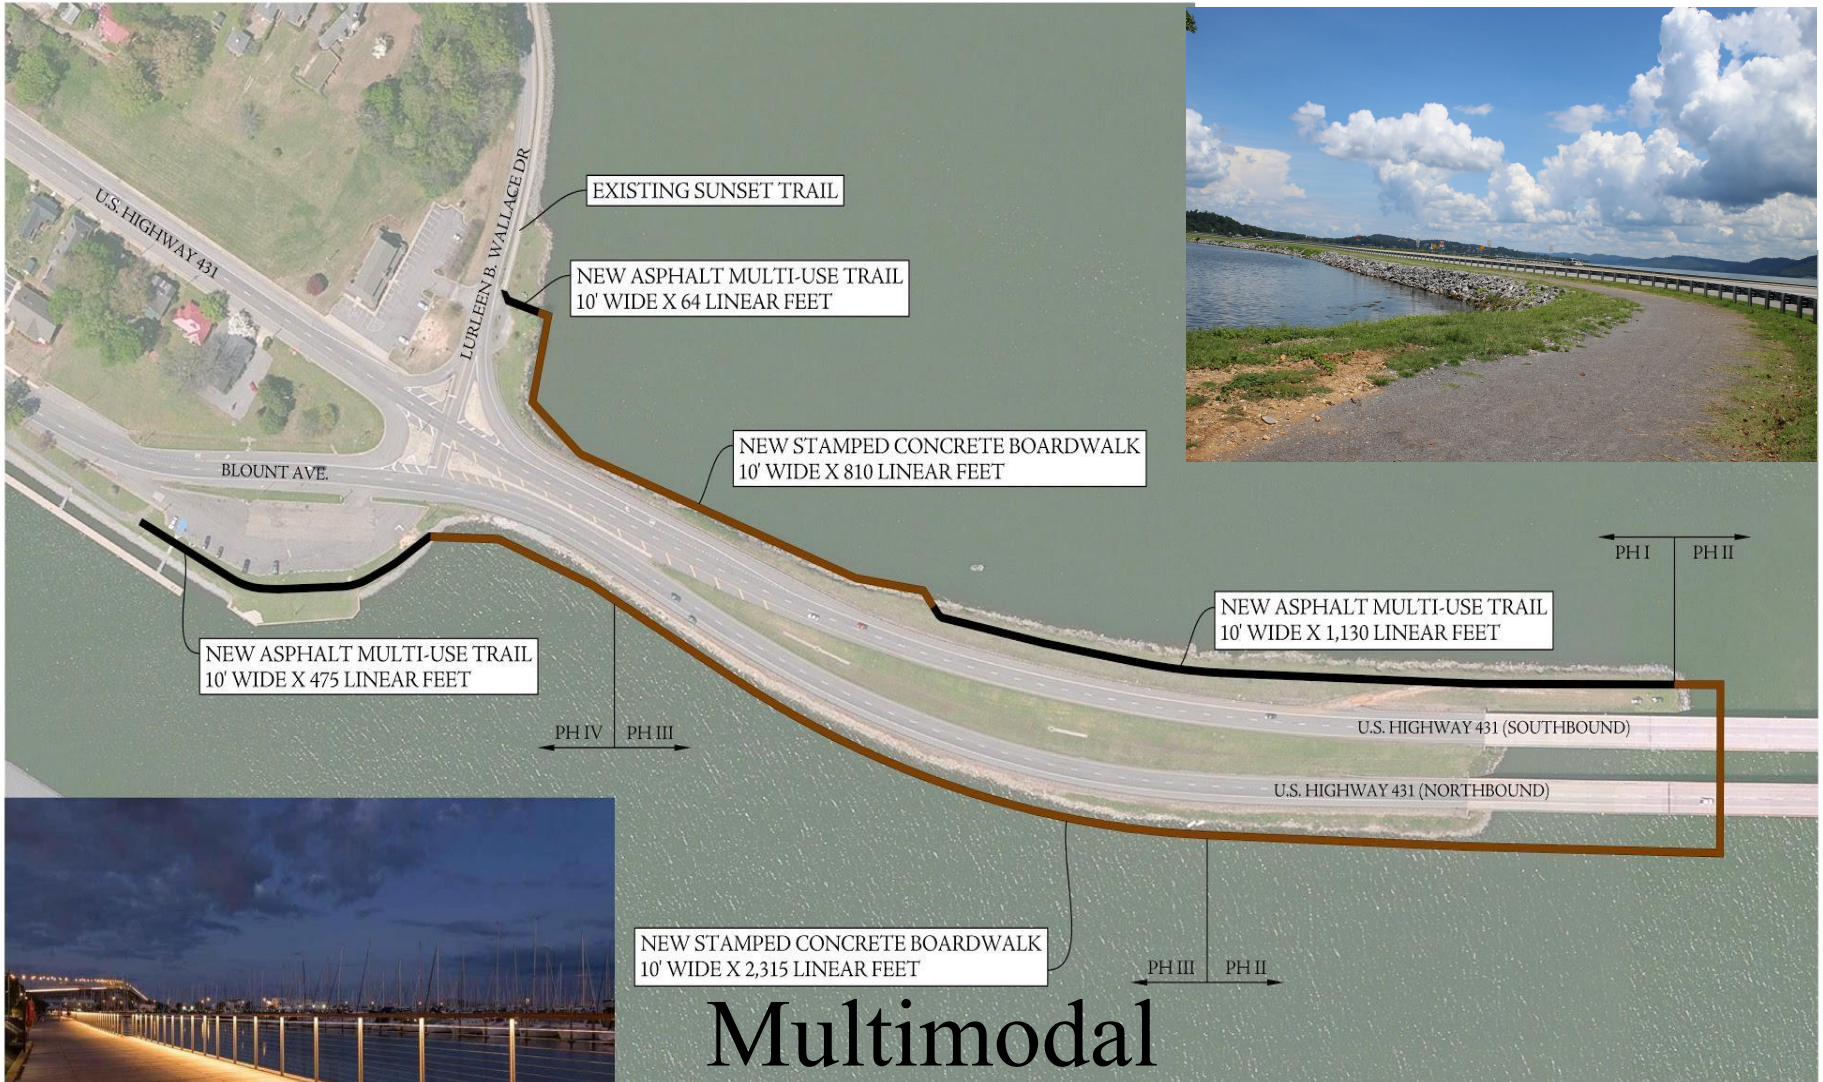 U.S. HIGHWAY 431
LURLEEN B. WALLACE DR
EXISTING SUNSET TRAIL
NEW ASPHALT MULTI-USE TRAIL
10' WIDE X 64 LINEAR FEET
NEW STAMPED CONCRETE BOARDWALK
10' WIDE X 810 LINEAR FEET
BLOUNT AVE.
PH I
PH II
NEW ASPHALT MULTI-USE TRAIL
10' WIDE X 1,130 LINEAR FEET
NEW ASPHALT MULTI-USE TRAIL
10' WIDE X 475 LINEAR FEET
PH IV
PH III
U.S. HIGHWAY 431 (SOUTHBOUND)
U.S. HIGHWAY 431 (NORTHBOUND)
NEW STAMPED CONCRETE BOARDWALK
10' WIDE X 2,315 LINEAR FEET
PH III
PH II
Multimodal